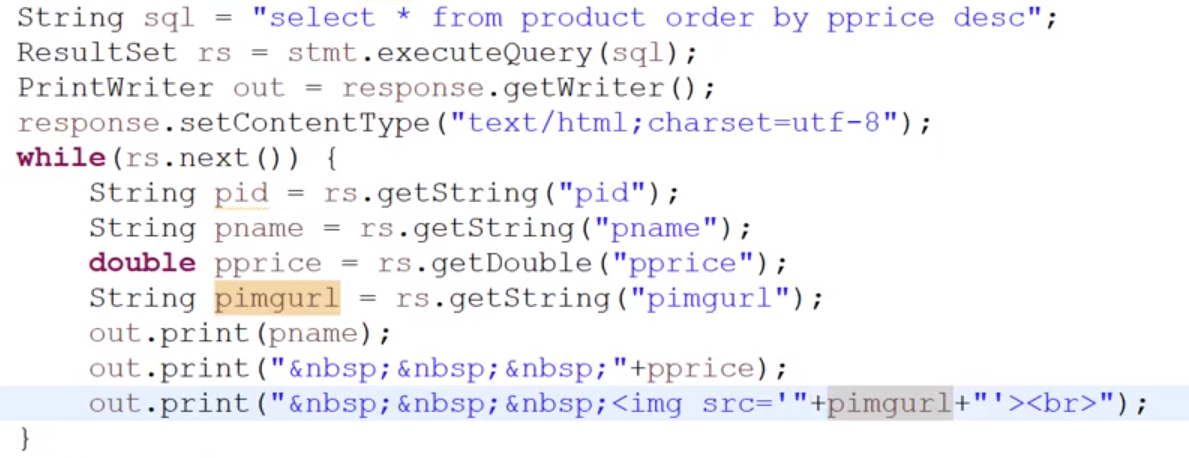 String sql = "select * from product order by pprice desc";
ResultSet rs = stmt.executeQuery(sql);
PrintWriter out = response.getWriter();
response.setContentType("text/html;charset=utf-8");
while(rs.next()) {
    String pid = rs.getString("pid");
    String pname = rs.getString("pname");
    double pprice = rs.getDouble("pprice");
    String pimgurl = rs.getString("pimgurl");
    out.print(pname);
    out.print("&nbsp;&nbsp;&nbsp;"+pprice);
    out.print("&nbsp;&nbsp;&nbsp;<img src='"+pimgurl+"'><br>");
}